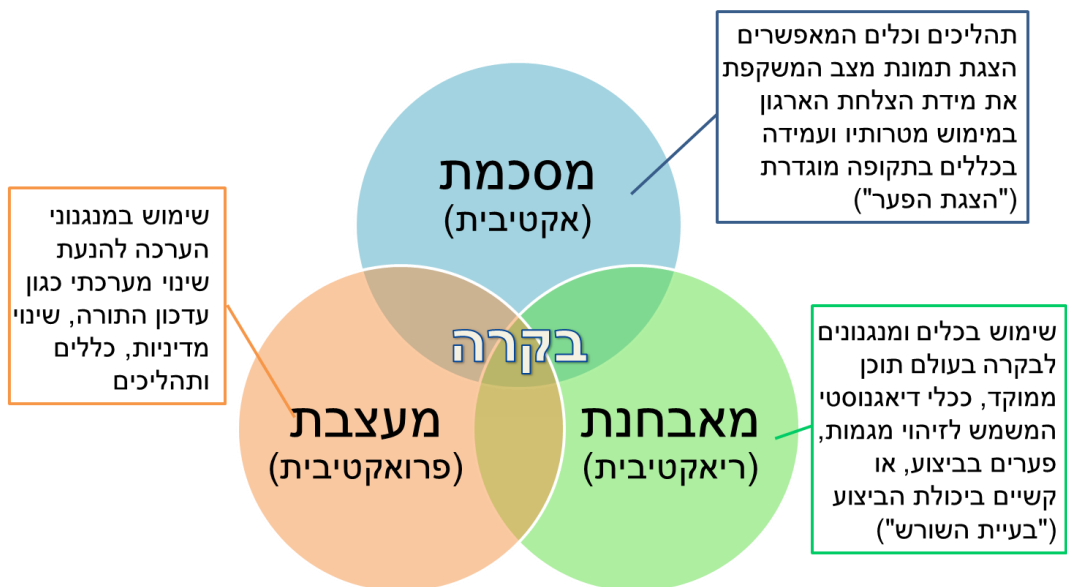 תהליכים וכלים המאפשרים
הצגת תמונת מצב המשקפת
את מידת הצלחת הארגון
במימוש מטרותיו ועמידה
בכללים בתקופה מוגדרת
("הצגת הפער")
מסכמת
(אקטיבית)
שימוש במנגנוני
הערכה להנעת
שינוי מערכתי כגון
עדכון התורה, שינוי
מדיניות, כללים
ותהליכים
בקרה
שימוש בכלים ומנגנונים
לבקרה בעולם תוכן
ממוקד, ככלי דיאגנוסטי
המשמש לזיהוי מגמות,
פערים בביצוע, או
קשיים ביכולת הביצוע
("בעיית השורש")
מאבחנת
(ריאקטיבית)
מעצבת
(פרואקטיבית)